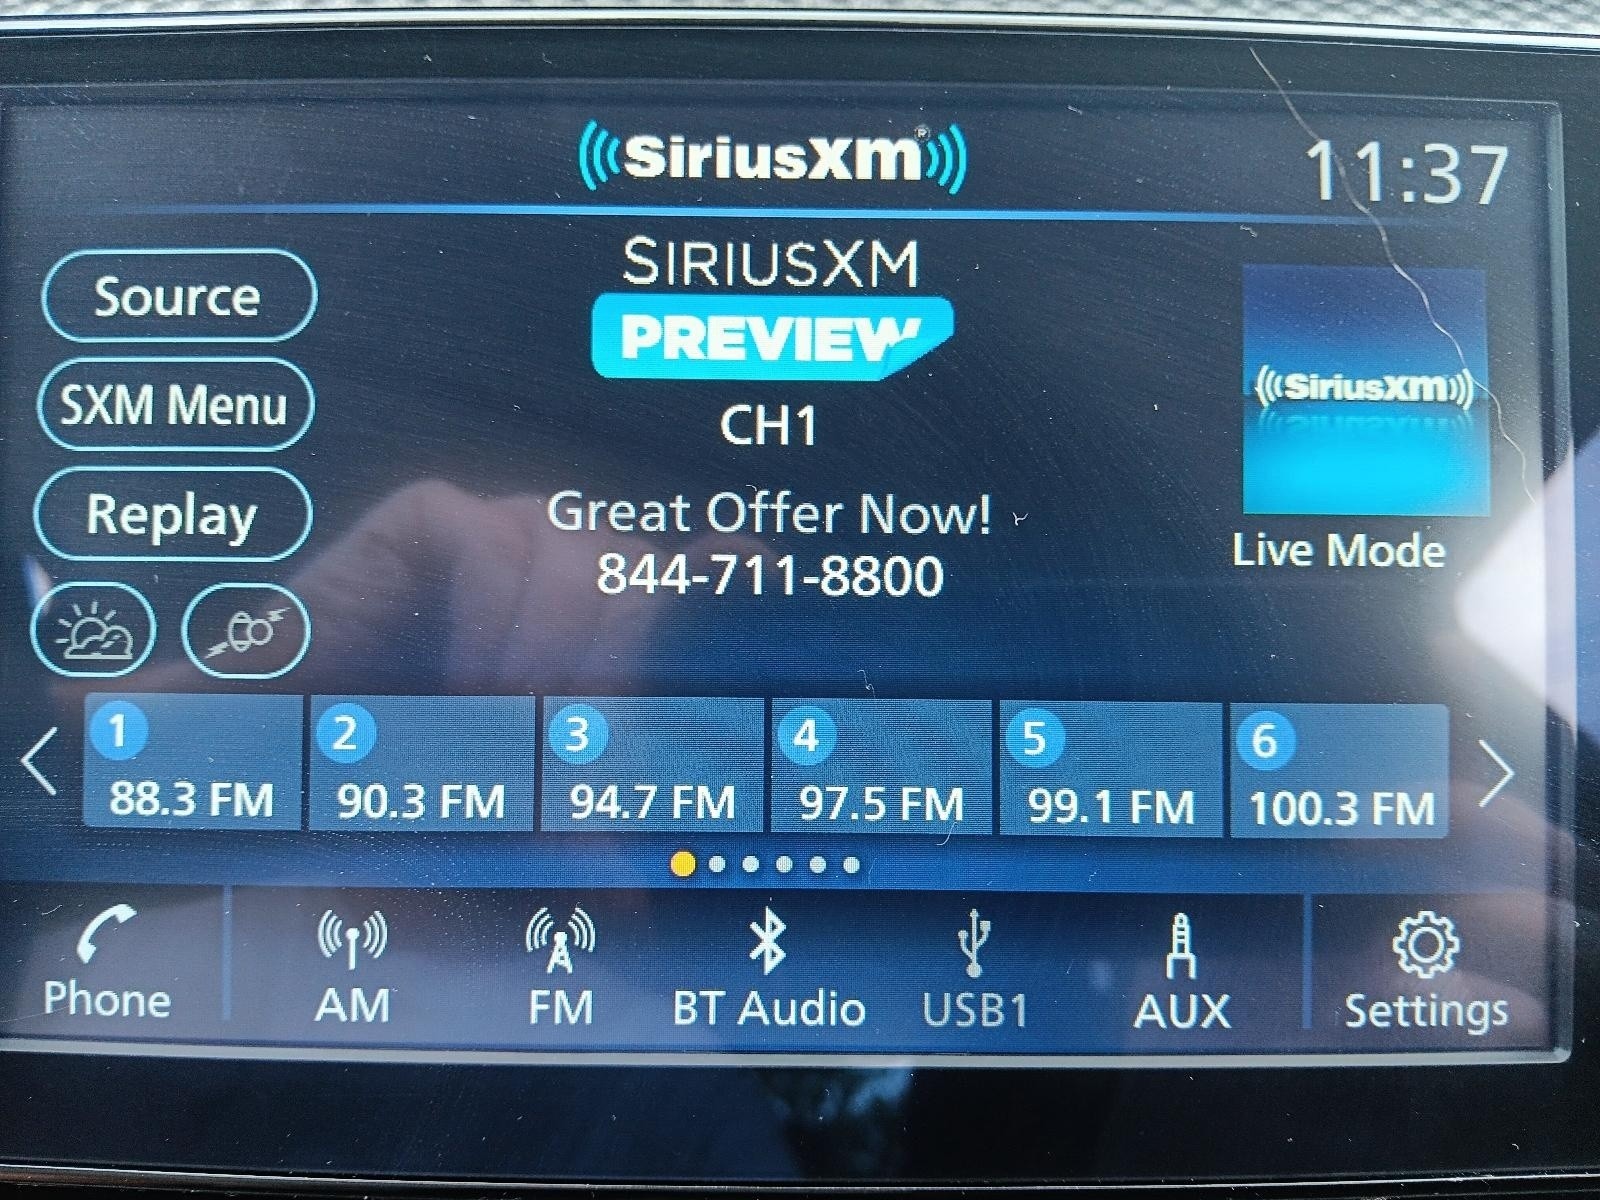 SiriusXM®
11:37
Source
SXM Menu
Replay
SIRIUSXM
PREVIEW
CH1
Great Offer Now!
844-711-8800
SiriusXM
Live Mode
1
88.3 FM
2
90.3 FM
3
94.7 FM
4
97.5 FM
5
99.1 FM
6
100.3 FM
Phone
AM
FM
BT Audio
USB1
AUX
Settings